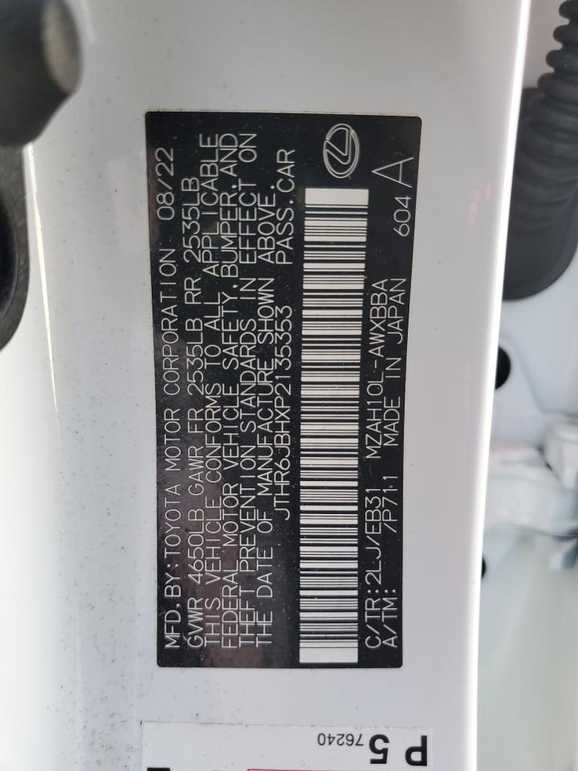 MFD. BY: TOYOTA MOTOR CORPORATION 08/22
GVWR 4650LB GAWR FR 2535LB RR 2535LB
THIS VEHICLE CONFORMS TO ALL APPLICABLE
FEDERAL MOTOR VEHICLE SAFETY, BUMPER, AND
THEFT PREVENTION STANDARDS IN EFFECT ON
THE DATE OF MANUFACTURE SHOWN ABOVE.
JTHR6JBHXP2135353 PASS. CAR
C/TR: 2LJ/EB31 MZAH10L-AWXBBA 604 A
A/TM: /P711 MADE IN JAPAN
P 5
76240